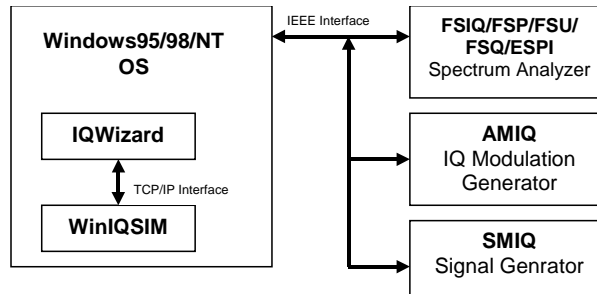 Windows95/98/NT
OS
IQWizard
TCP/IP Interface
WinIQSIM
IEEE Interface
FSIQ/FSP/FSU/
FSQ/ESPI
Spectrum Analyzer
AMIQ
IQ Modulation
Generator
SMIQ
Signal Genrator